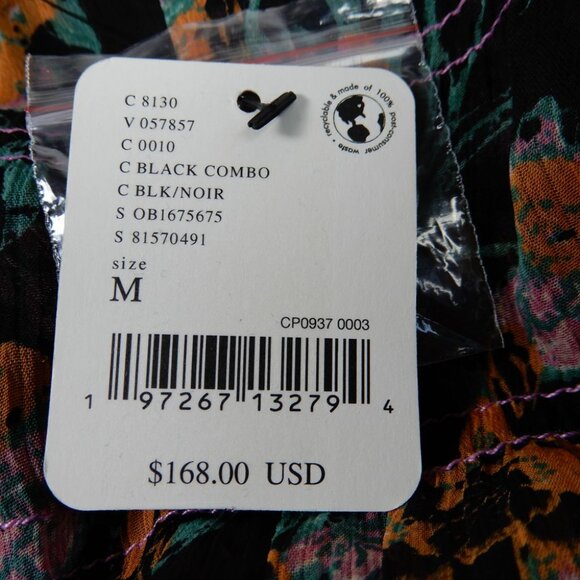 C 8130
V 057857
C 0010
C BLACK COMBO
C BLK/NOIR
S OB1675675
S 81570491
size
M
recyclable & made of 100% post-consumer waste •
CP0937 0003
1 97267 13279 4
$168.00 USD